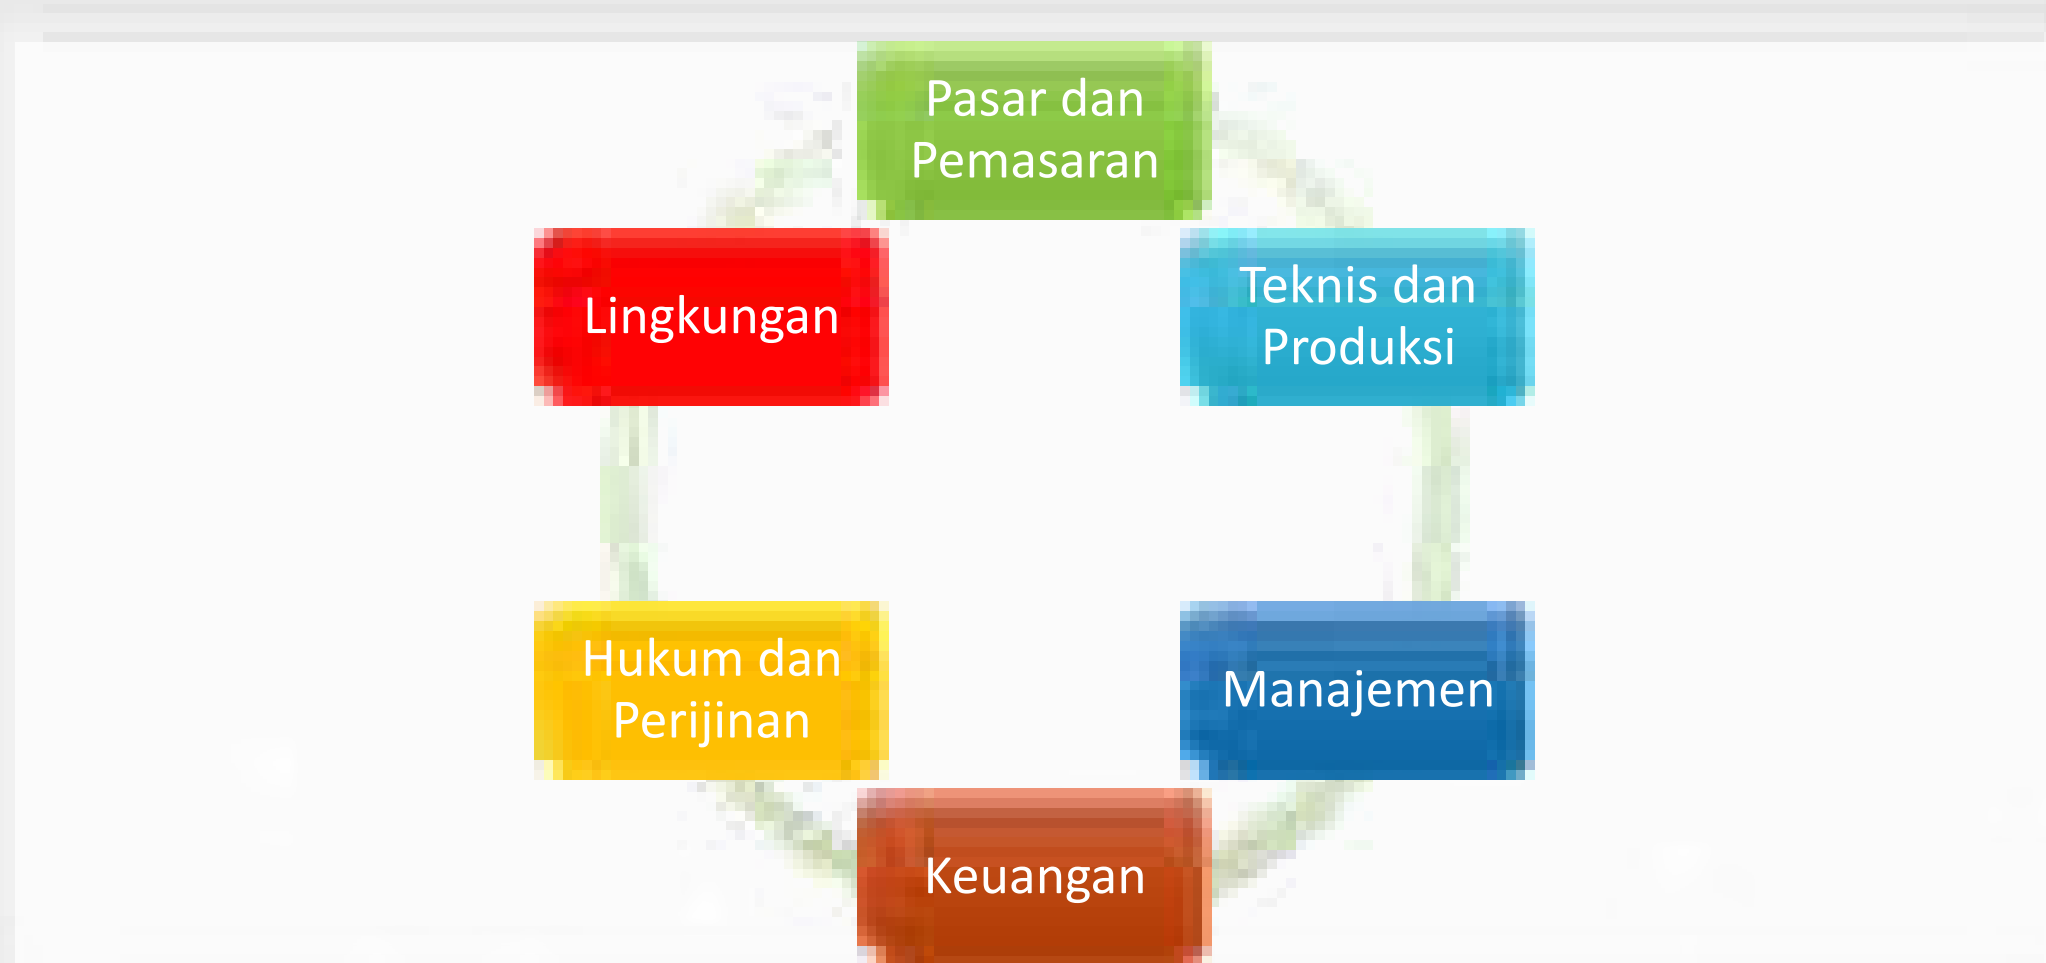 Pasar dan
Pemasaran
Teknis dan
Produksi
Manajemen
Keuangan
Hukum dan
Perijinan
Lingkungan